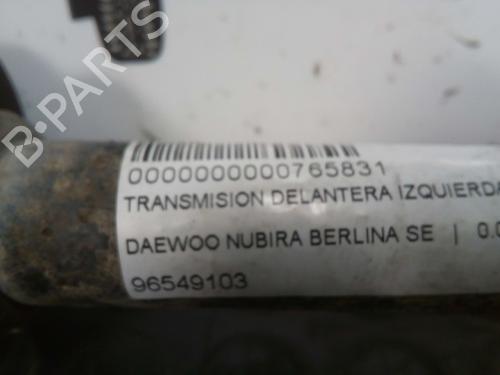 B-PARTS
0000000000765831
TRANSMISION DELANTERA IZQUIERDA
DAEWOO NUBIRA BERLINA SE | 0.0
96549103